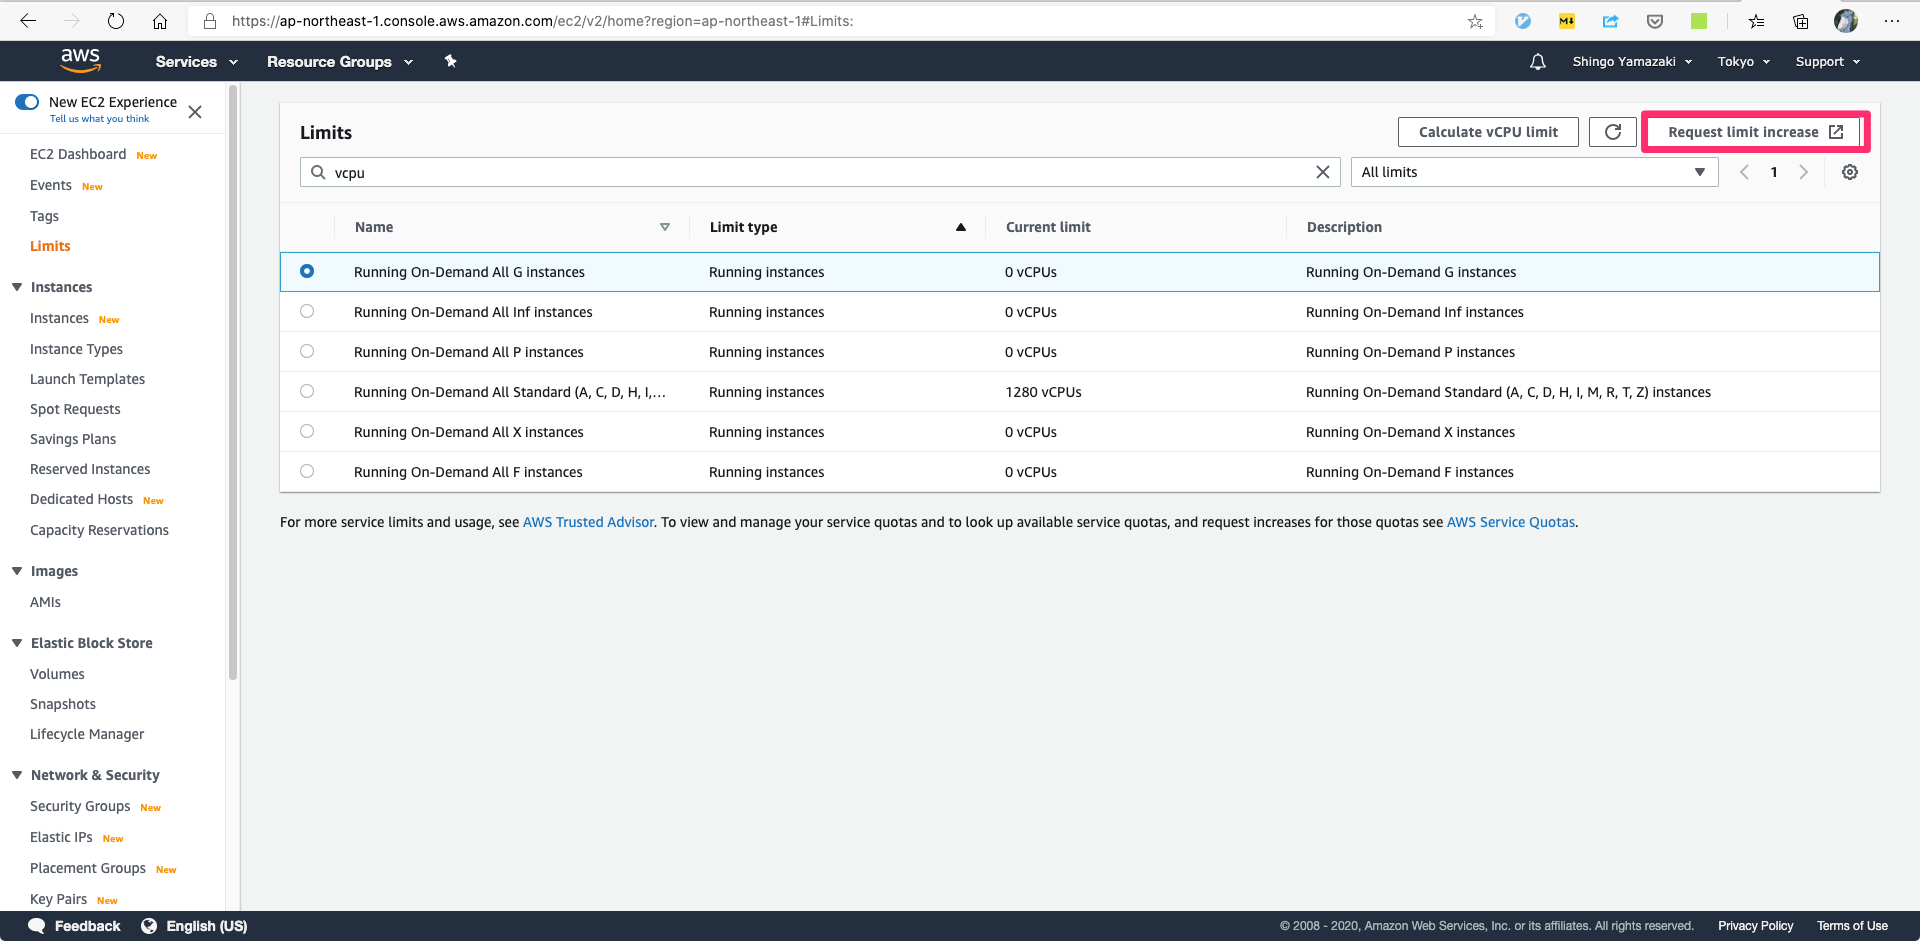 https://ap-northeast-1.console.aws.amazon.com/ec2/v2/home?region=ap-northeast-1#Limits:
M↓
aws Services Resource Groups Shingo Yamazaki Tokyo Support
New EC2 Experience
Tell us what you think
EC2 Dashboard New
Events New
Tags
Limits
Instances
Instances New
Instance Types
Launch Templates
Spot Requests
Savings Plans
Reserved Instances
Dedicated Hosts New
Capacity Reservations
Images
AMIs
Elastic Block Store
Volumes
Snapshots
Lifecycle Manager
Network & Security
Security Groups New
Elastic IPs New
Placement Groups New
Key Pairs New
Limits
Calculate vCPU limit
Request limit increase
vcpu
All limits
1
Name Limit type Current limit Description
Running On-Demand All G instances Running instances 0 vCPUs Running On-Demand G instances
Running On-Demand All Inf instances Running instances 0 vCPUs Running On-Demand Inf instances
Running On-Demand All P instances Running instances 0 vCPUs Running On-Demand P instances
Running On-Demand All Standard (A, C, D, H, I,... Running instances 1280 vCPUs Running On-Demand Standard (A, C, D, H, I, M, R, T, Z) instances
Running On-Demand All X instances Running instances 0 vCPUs Running On-Demand X instances
Running On-Demand All F instances Running instances 0 vCPUs Running On-Demand F instances
For more service limits and usage, see AWS Trusted Advisor. To view and manage your service quotas and to look up available service quotas, and request increases for those quotas see AWS Service Quotas.
Feedback English (US) © 2008 - 2020, Amazon Web Services, Inc. or its affiliates. All rights reserved. Privacy Policy Terms of Use